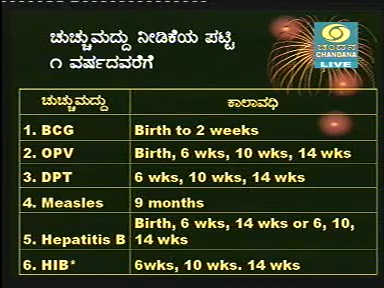 ಚುಚ್ಚುಮದ್ದು ನೀಡಿಕೆಯ ಪಟ್ಟಿ
೧ ವರ್ಷದವರೆಗೆ
ಚಂದನ
CHANDANA
LIVE
ಚುಚ್ಚುಮದ್ದು ಕಾಲಾವಧಿ
1. BCG Birth to 2 weeks
2. OPV Birth, 6 wks, 10 wks, 14 wks
3. DPT 6 wks, 10 wks, 14 wks
4. Measles 9 months
5. Hepatitis B Birth, 6 wks, 14 wks or 6, 10,
14 wks
6. HIB* 6wks, 10 wks. 14 wks